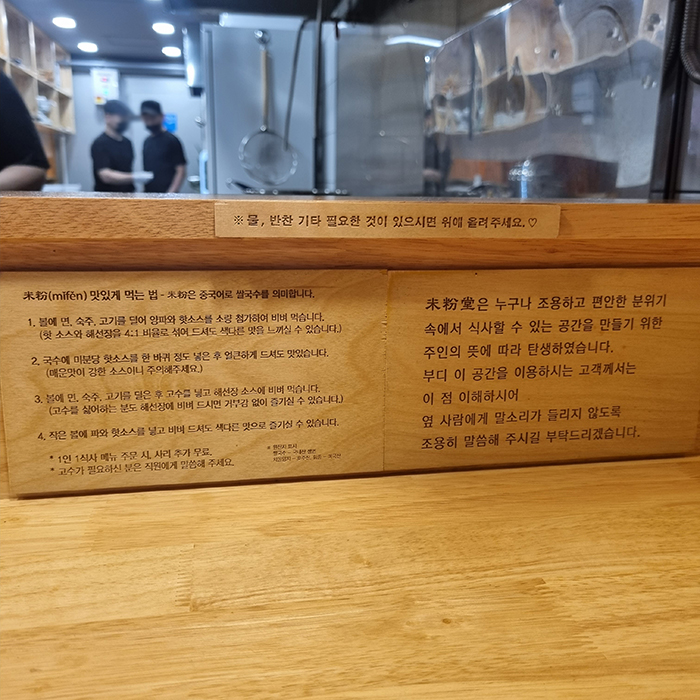 ※물, 반찬 기타 필요한 것이 있으시면 위에 올려주세요.♡
米粉(mǐfěn) 맛있게 먹는 법 - 米粉은 중국어로 쌀국수를 의미합니다.
1. 볼에 면, 숙주, 고기를 덜어 양파와 핫소스를 소량 첨가하여 비벼 먹습니다.
(핫 소스와 해선장을 4:1 비율로 섞어 드셔도 색다른 맛을 느끼실 수 있습니다.)
2. 국수에 미분당 핫소스를 한 바퀴 정도 넣은 후 얼큰하게 드셔도 맛있습니다.
(매운맛이 강한 소스이니 주의해주세요.)
3. 볼에 면, 숙주, 고기를 덜은 후 고수를 넣고 해선장 소스에 비벼 먹습니다.
(고수를 싫어하는 분도 해선장에 비벼 드시면 거부감 없이 즐기실 수 있습니다.)
4. 작은 볼에 파와 핫소스를 넣고 비벼 드셔도 색다른 맛으로 즐기실 수 있습니다.
* 1인 1식사 메뉴 주문 시, 사리 추가 무료.
* 고수가 필요하신 분은 직원에게 말씀해 주세요.
※ 원산지 표시
米粉堂은 누구나 조용하고 편안한 분위기
속에서 식사할 수 있는 공간을 만들기 위한
주인의 뜻에 따라 탄생하였습니다.
부디 이 공간을 이용하시는 고객께서는
이 점 이해하시어
옆 사람에게 말소리가 들리지 않도록
조용히 말씀해 주시길 부탁드리겠습니다.